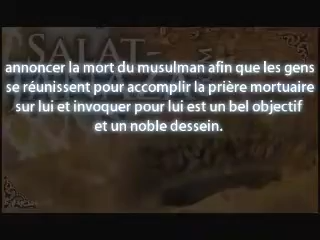 SALAT-
annoncer la mort du musulman afin que les gens
se réunissent pour accomplir la prière mortuaire
sur lui et invoquer pour lui est un bel objectif
et un noble dessein.